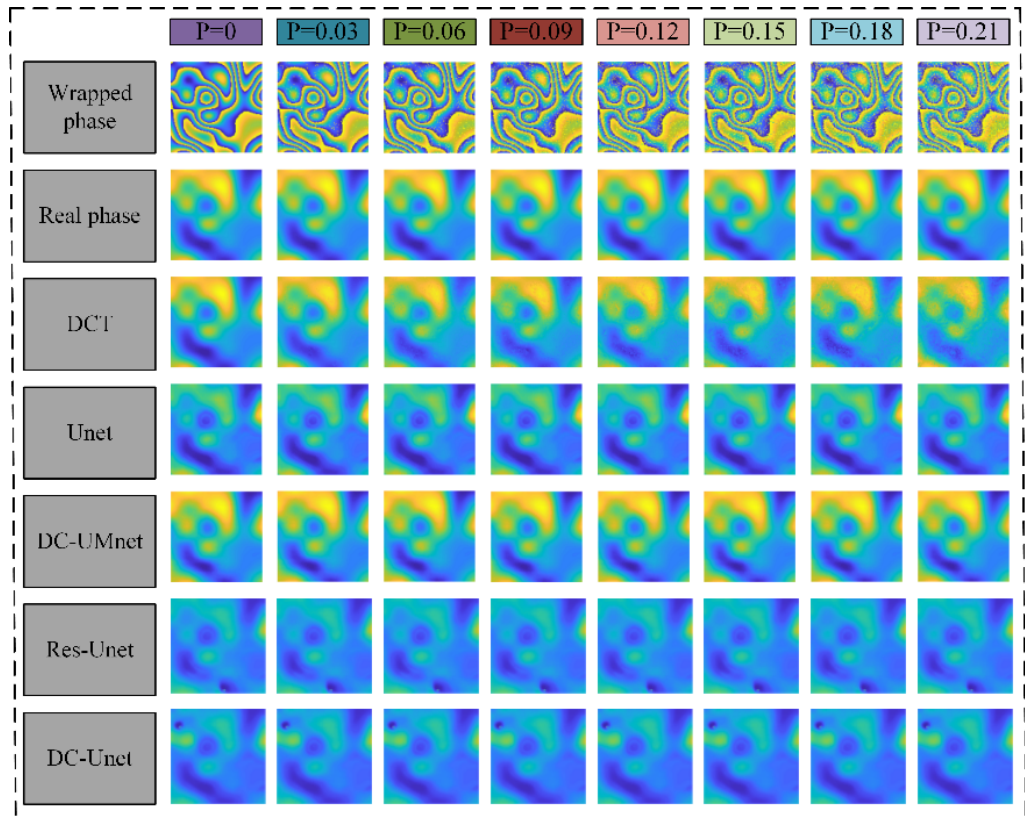 P=0 P=0.03 P=0.06 P=0.09 P=0.12 P=0.15 P=0.18 P=0.21
Wrapped
phase
Real phase
DCT
Unet
DC-UMnet
Res-Unet
DC-Unet